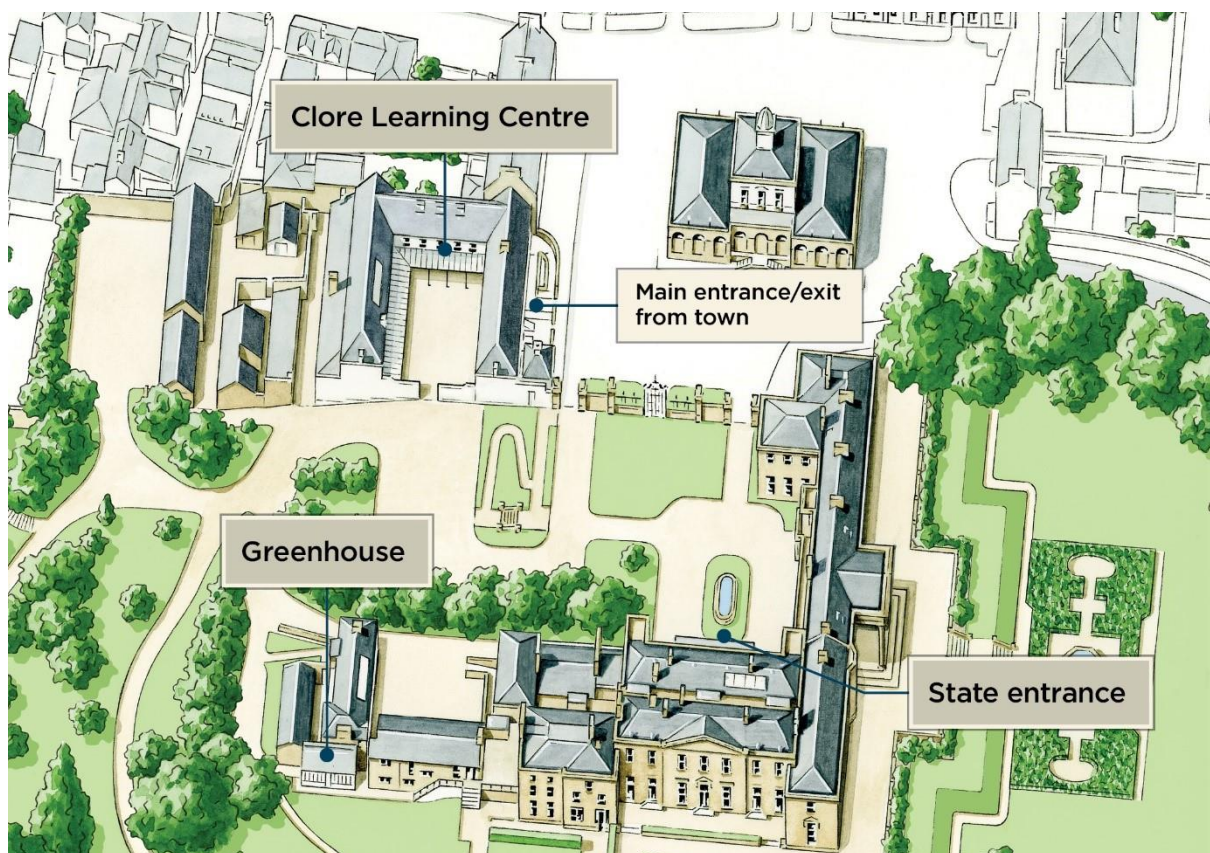 Clore Learning Centre
Main entrance/exit
from town
Greenhouse
State entrance